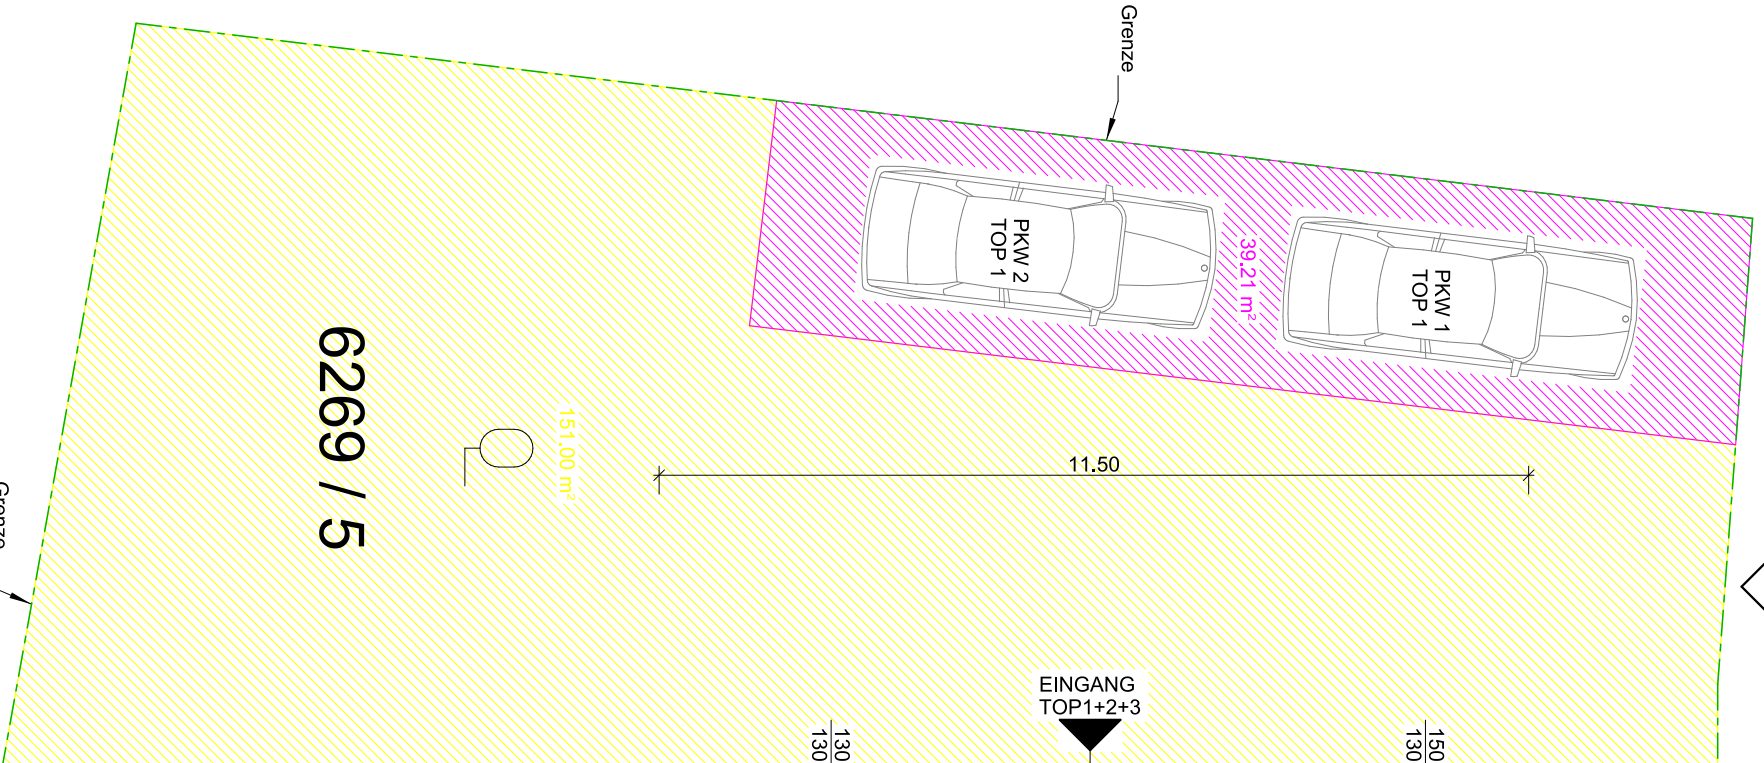 Grenze
PKW 2
TOP 1
39.21 m²
PKW 1
TOP 1
6269 / 5
151.00 m²
11.50
Grenze
EINGANG
TOP1+2+3
130
130
150
130